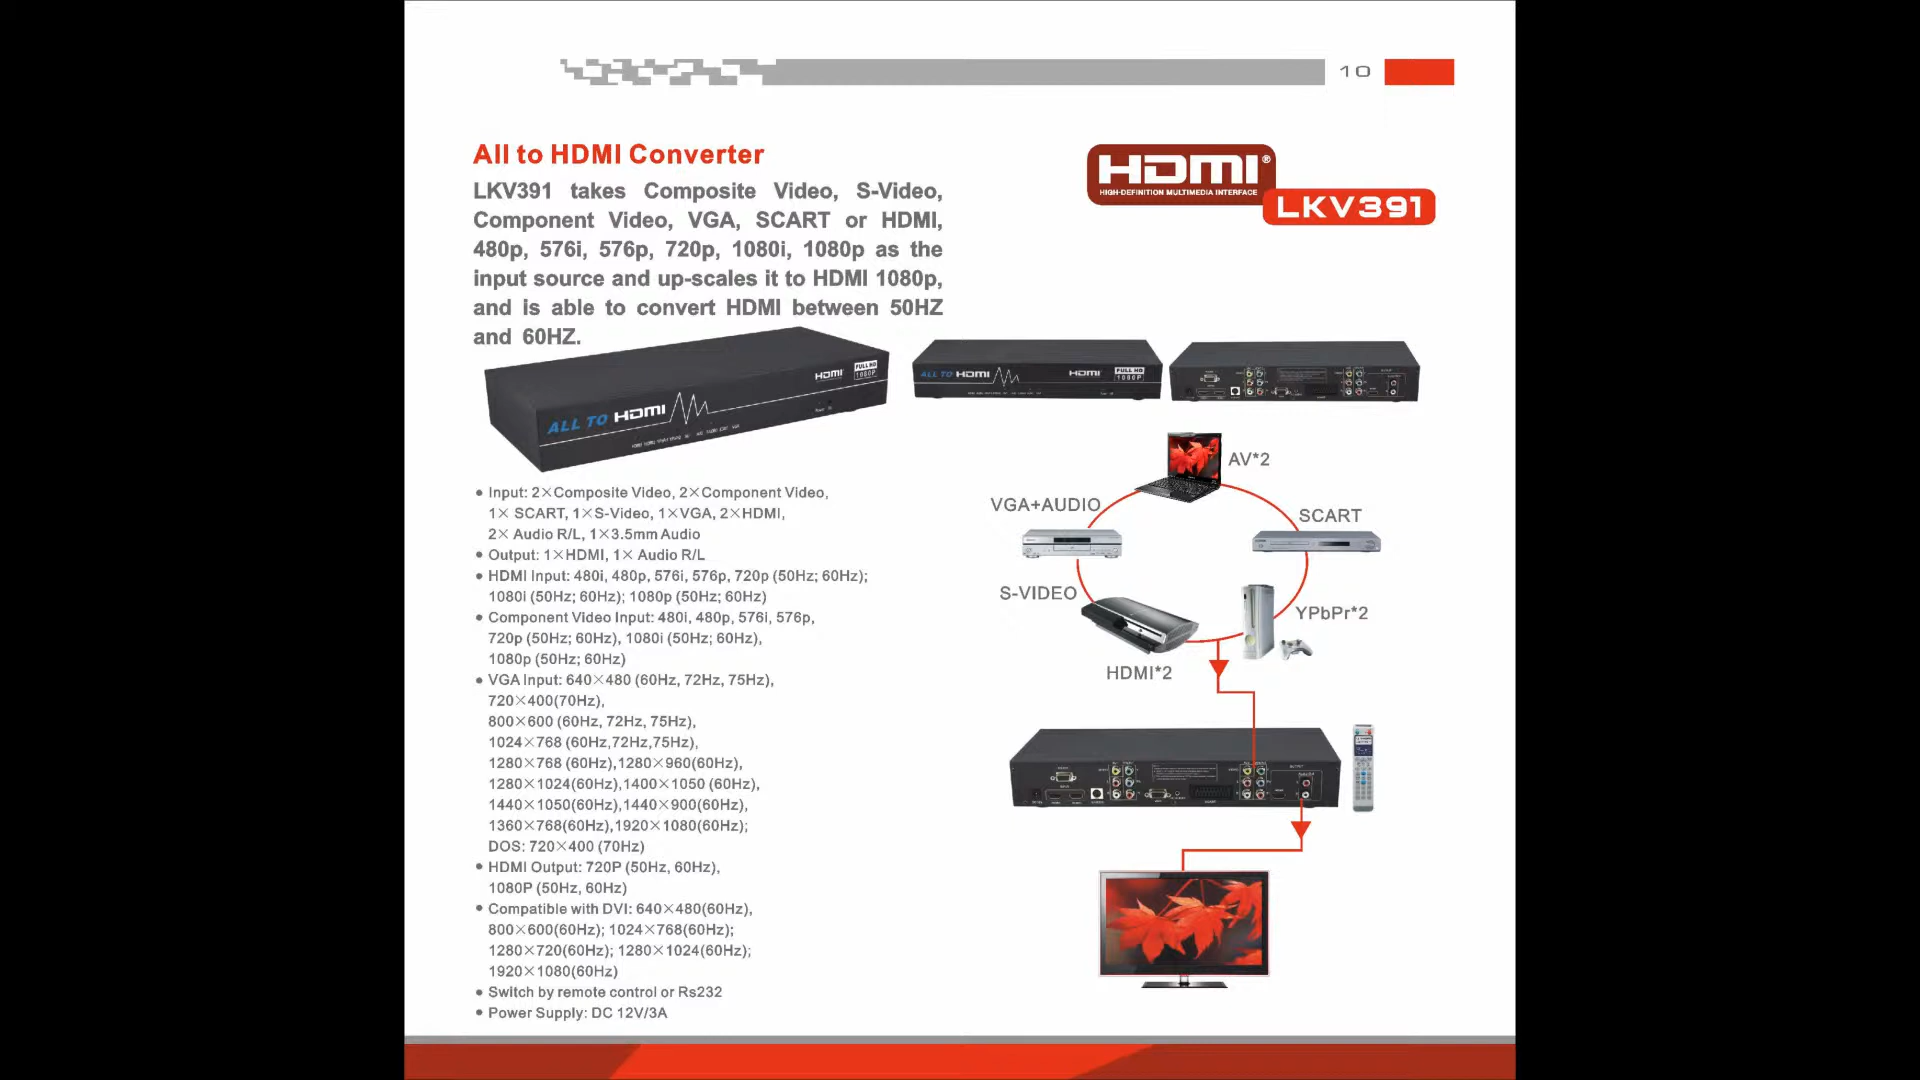 10
All to HDMI Converter
LKV391 takes Composite Video, S-Video,
Component Video, VGA, SCART or HDMI,
480p, 576i, 576p, 720p, 1080i, 1080p as the
input source and up-scales it to HDMI 1080p,
and is able to convert HDMI between 50HZ
and 60HZ.
HDMI®
HIGH-DEFINITION MULTIMEDIA INTERFACE
LKV391
ALL TO HDMI
HDMI
FULL HD
1080P
ALL TO HDMI
HDMI
FULL HD
1080P
• Input: 2×Composite Video, 2×Component Video,
1× SCART, 1×S-Video, 1×VGA, 2×HDMI,
2× Audio R/L, 1×3.5mm Audio
• Output: 1×HDMI, 1× Audio R/L
• HDMI Input: 480i, 480p, 576i, 576p, 720p (50Hz; 60Hz);
1080i (50Hz; 60Hz); 1080p (50Hz; 60Hz)
• Component Video Input: 480i, 480p, 576i, 576p,
720p (50Hz; 60Hz), 1080i (50Hz; 60Hz),
1080p (50Hz; 60Hz)
• VGA Input: 640×480 (60Hz, 72Hz, 75Hz),
720×400(70Hz),
800×600 (60Hz, 72Hz, 75Hz),
1024×768 (60Hz,72Hz,75Hz),
1280×768 (60Hz),1280×960(60Hz),
1280×1024(60Hz),1400×1050 (60Hz),
1440×1050(60Hz),1440×900(60Hz),
1360×768(60Hz),1920×1080(60Hz);
DOS: 720×400 (70Hz)
• HDMI Output: 720P (50Hz, 60Hz),
1080P (50Hz, 60Hz)
• Compatible with DVI: 640×480(60Hz),
800×600(60Hz); 1024×768(60Hz);
1280×720(60Hz); 1280×1024(60Hz);
1920×1080(60Hz)
• Switch by remote control or Rs232
• Power Supply: DC 12V/3A
AV*2
VGA+AUDIO
SCART
S-VIDEO
YPbPr*2
HDMI*2